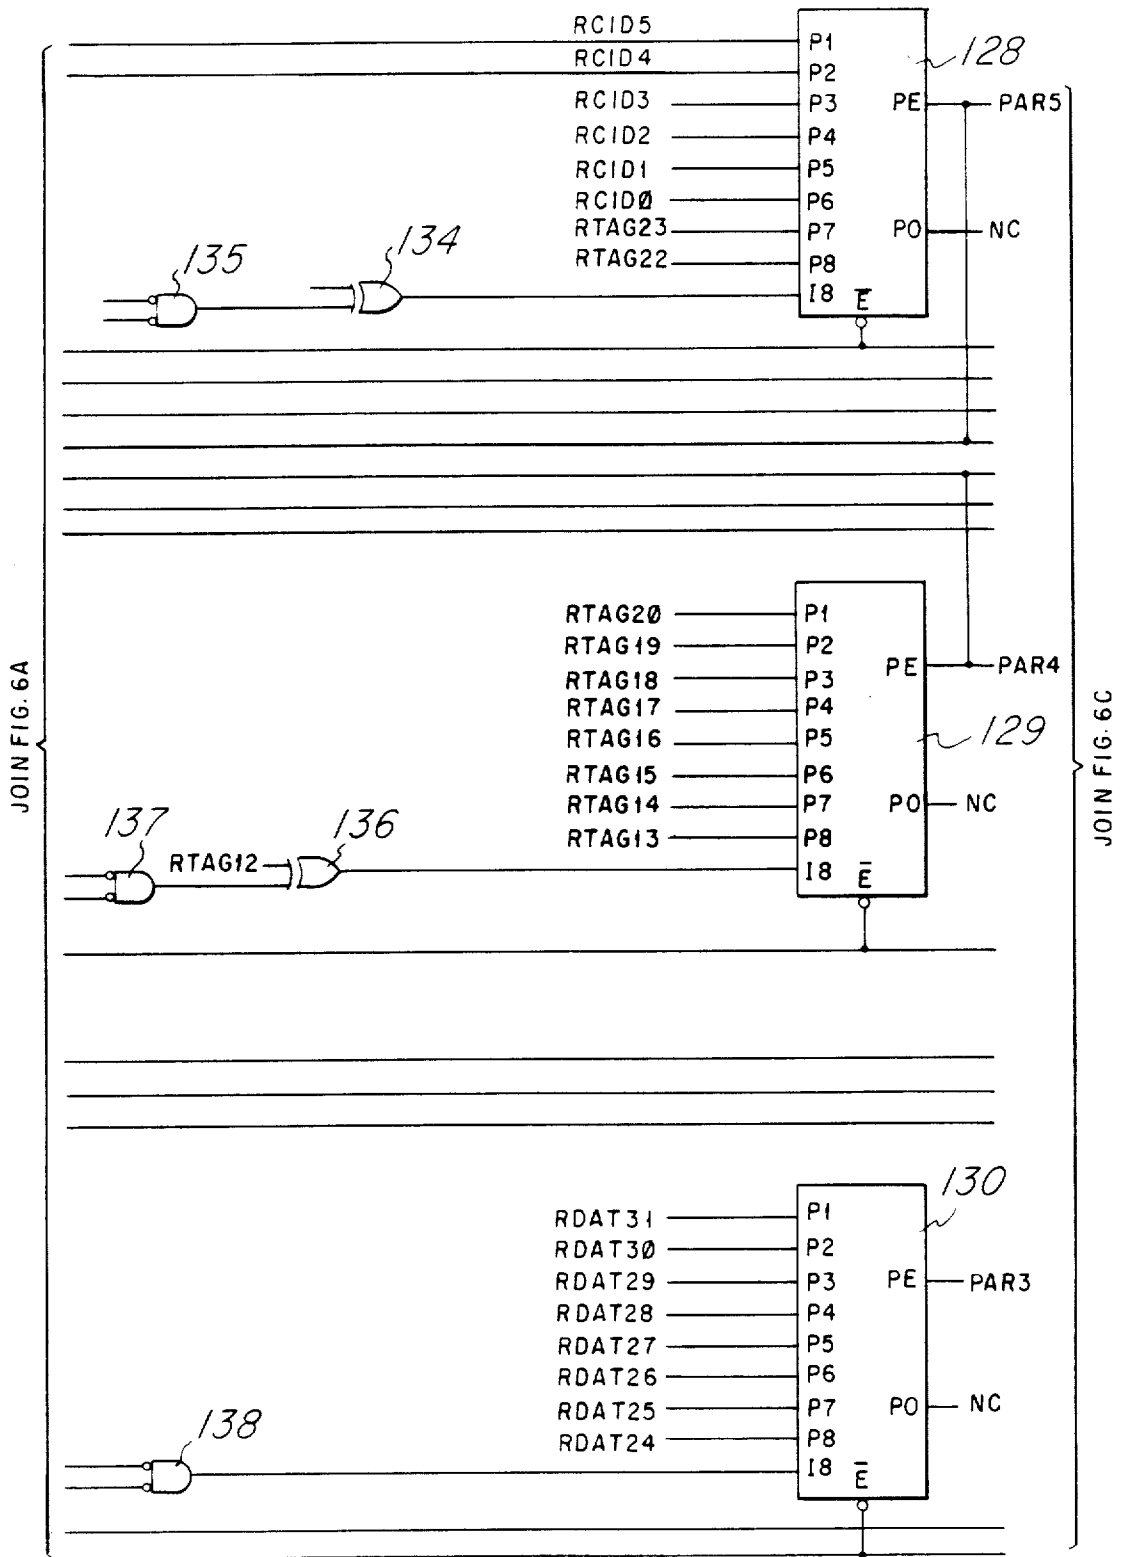 RCID5
P1
128
RCID4
P2
RCID3
P3
PE
PAR5
RCID2
P4
RCID1
P5
RCIDØ
P6
RTAG23
P7
PO
NC
RTAG22
P8
135
134
I8
E̅
RTAG20
P1
RTAG19
P2
PE
PAR4
RTAG18
P3
RTAG17
P4
129
RTAG16
P5
RTAG15
P6
RTAG14
P7
PO
NC
RTAG13
P8
137
RTAG12
136
I8
E̅
JOIN FIG. 6A
JOIN FIG. 6C
130
RDAT31
P1
RDAT3Ø
P2
RDAT29
P3
PE
PAR3
RDAT28
P4
RDAT27
P5
RDAT26
P6
RDAT25
P7
PO
NC
RDAT24
P8
138
I8
E̅